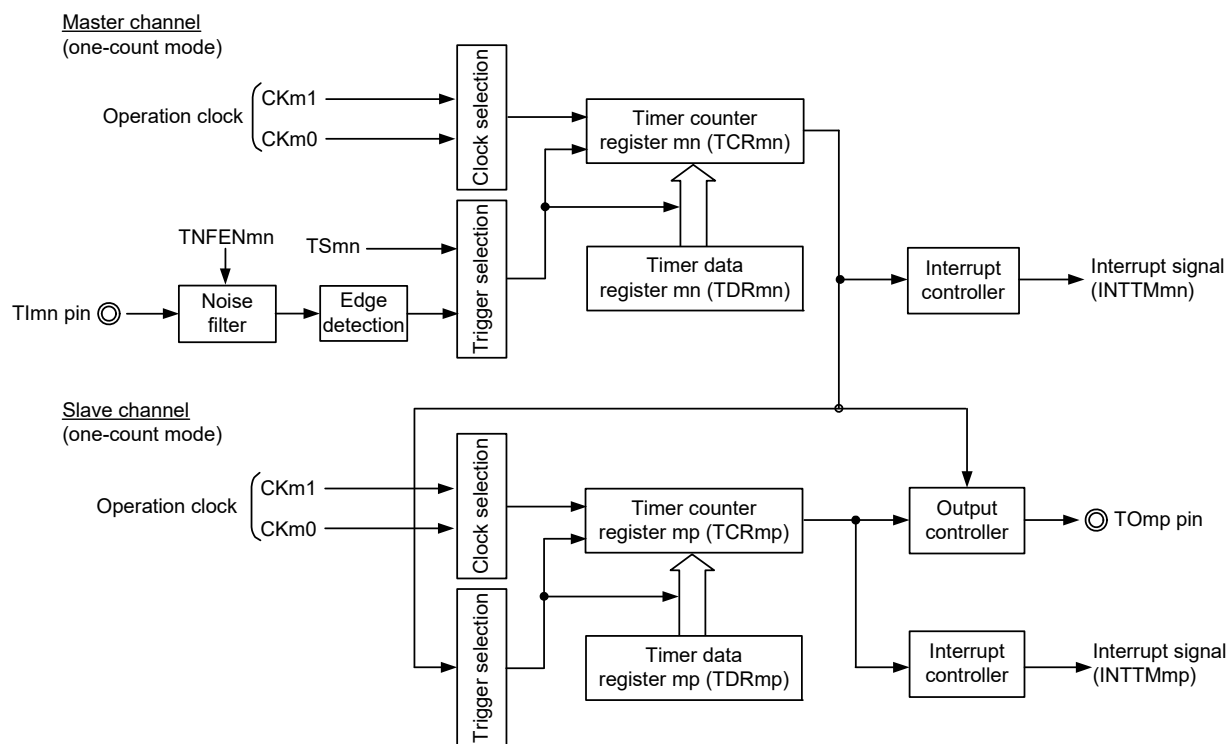 Master channel
(one-count mode)
Operation clock
CKm1
CKm0
Clock selection
Timer counter
register mn (TCRmn)
TNFENmn
TSmn
Trigger selection
Timer data
register mn (TDRmn)
Interrupt
controller
Interrupt signal
(INTTMmn)
TImn pin
Noise
filter
Edge
detection
Slave channel
(one-count mode)
Operation clock
CKm1
CKm0
Clock selection
Timer counter
register mp (TCRmp)
Output
controller
TOmp pin
Trigger selection
Timer data
register mp (TDRmp)
Interrupt
controller
Interrupt signal
(INTTMmp)